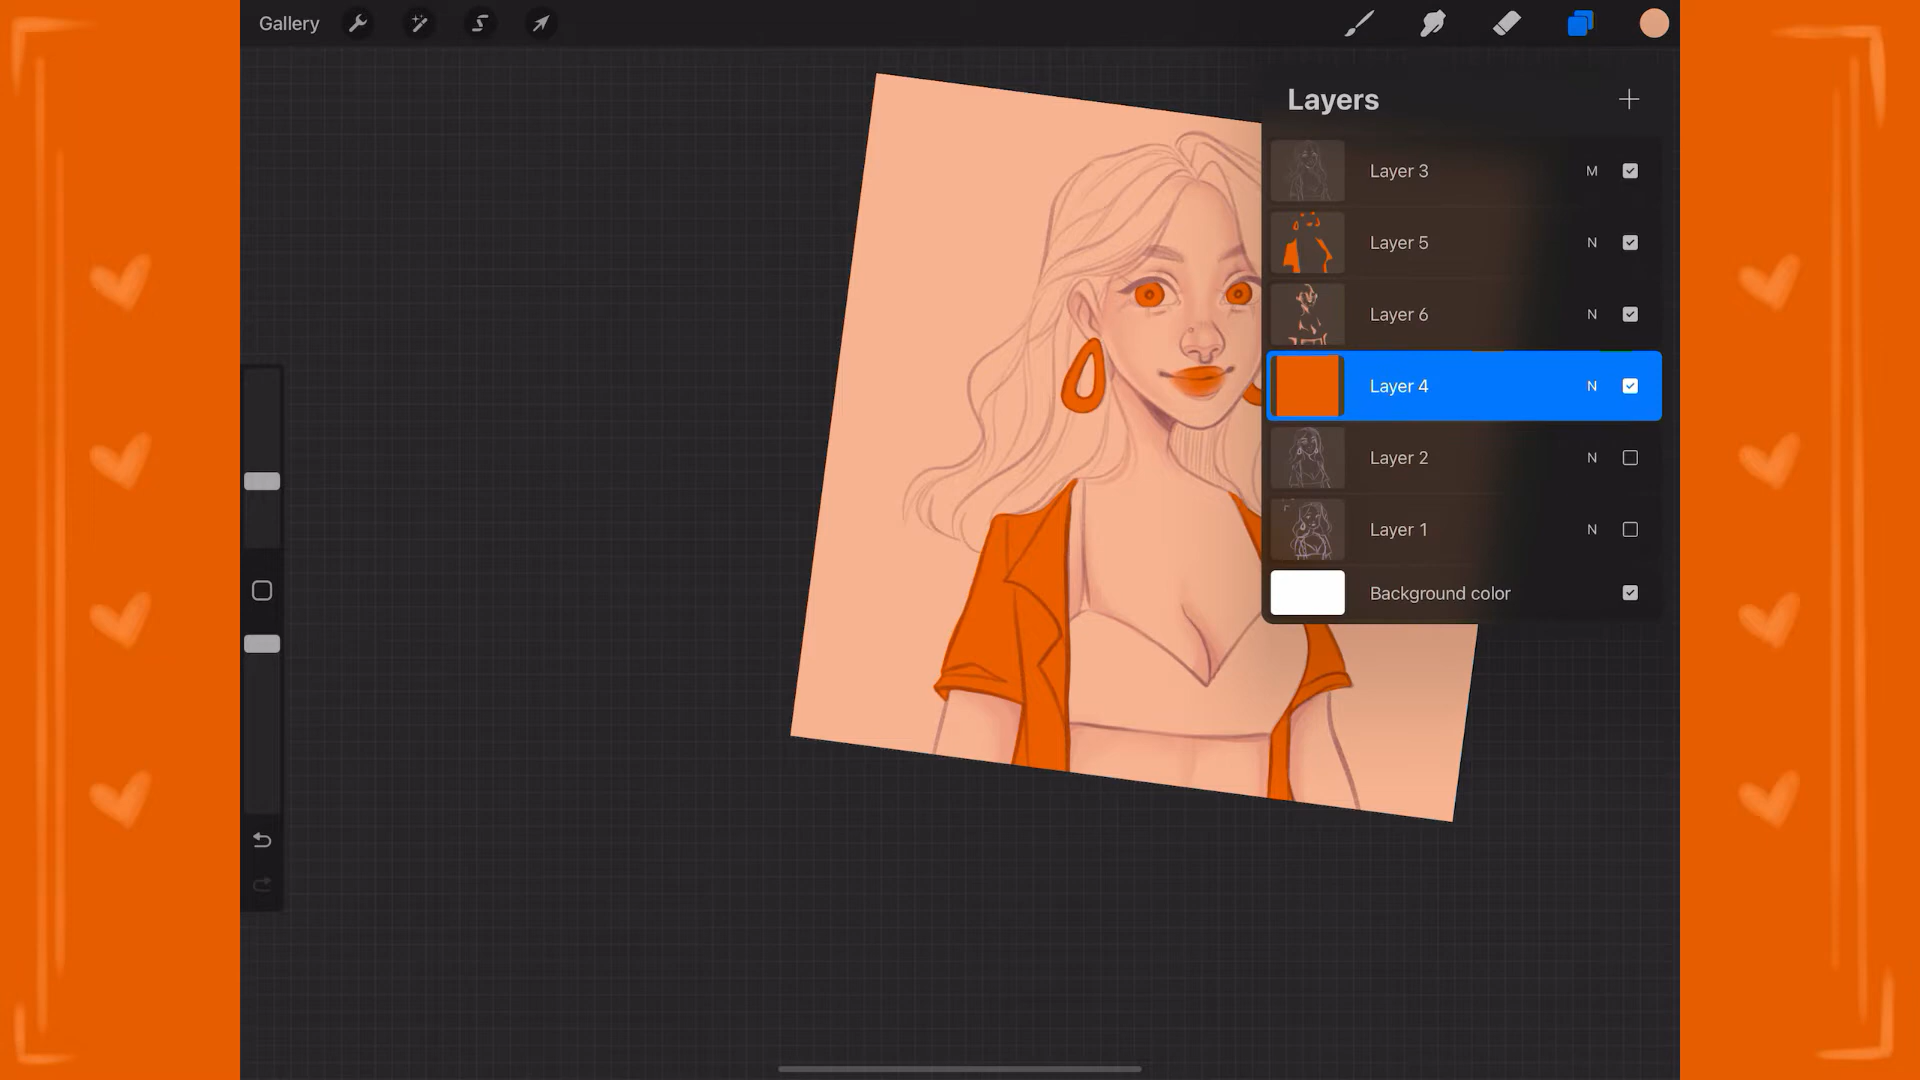 Gallery
Layers
Layer 3 M
Layer 5 N
Layer 6 N
Layer 4 N
Layer 2 N
Layer 1 N
Background color